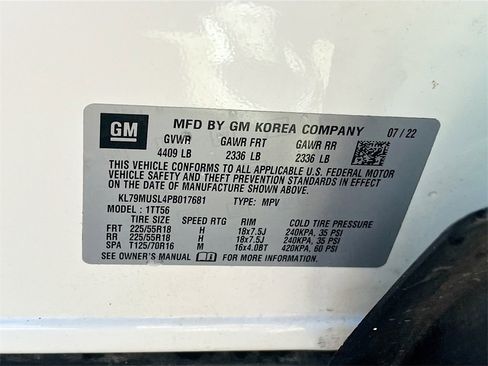 GM MFD BY GM KOREA COMPANY 07/22
GVWR GAWR FRT GAWR RR
4409 LB 2336 LB 2336 LB
THIS VEHICLE CONFORMS TO ALL APPLICABLE U.S. FEDERAL MOTOR
VEHICLE SAFETY AND THEFT PREVENTION STANDARDS IN EFFECT
ON THE DATE OF MANUFACTURE SHOWN ABOVE.
KL79MUSL4PB017681 TYPE: MPV
MODEL: 1TT56
TIRE SIZE SPEED RTG RIM COLD TIRE PRESSURE
FRT 225/55R18 H 18x7.5J 240KPA, 35 PSI
RR 225/55R18 H 18x7.5J 240KPA, 35 PSI
SPA T125/70R16 M 16x4.0BT 420KPA, 60 PSI
SEE OWNER'S MANUAL FOR MORE INFORMATION.